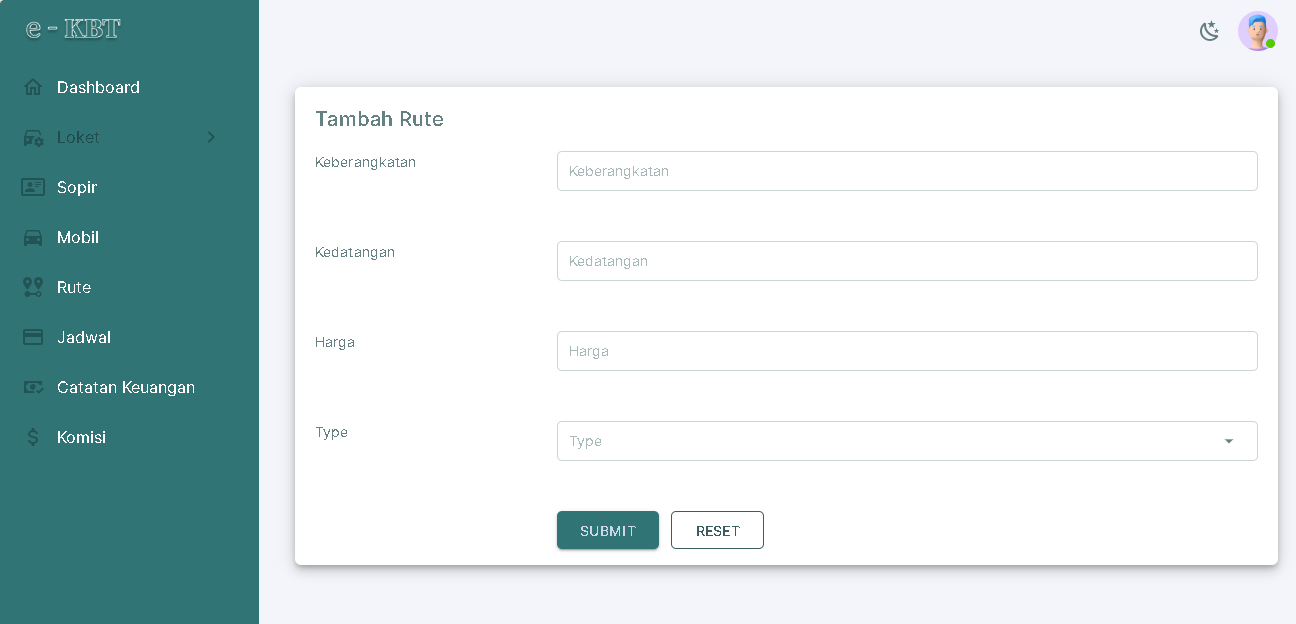 e - KBT
Dashboard
Loket
Sopir
Mobil
Rute
Jadwal
Catatan Keuangan
Komisi
Tambah Rute
Keberangkatan
Keberangkatan
Kedatangan
Kedatangan
Harga
Harga
Type
Type
SUBMIT
RESET